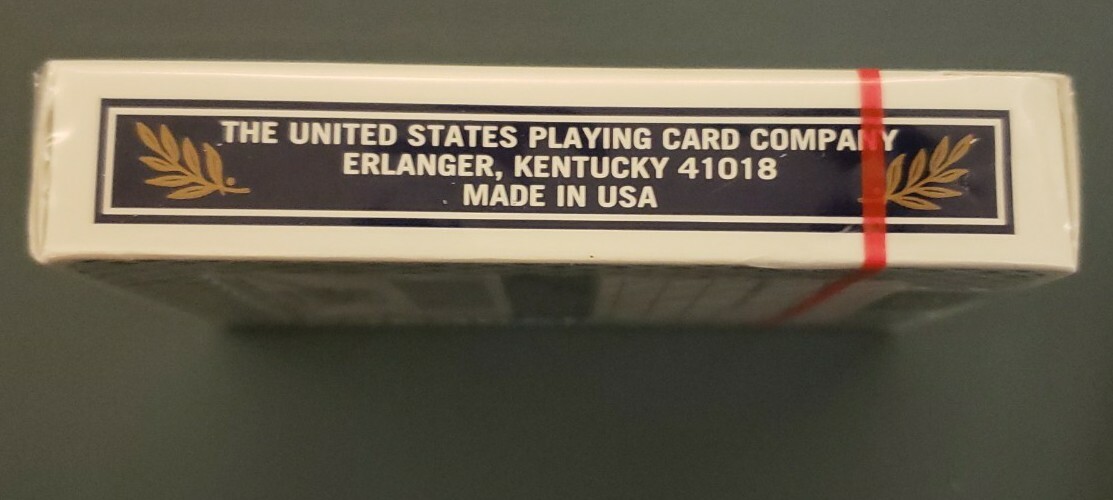 THE UNITED STATES PLAYING CARD COMPANY
ERLANGER, KENTUCKY 41018
MADE IN USA